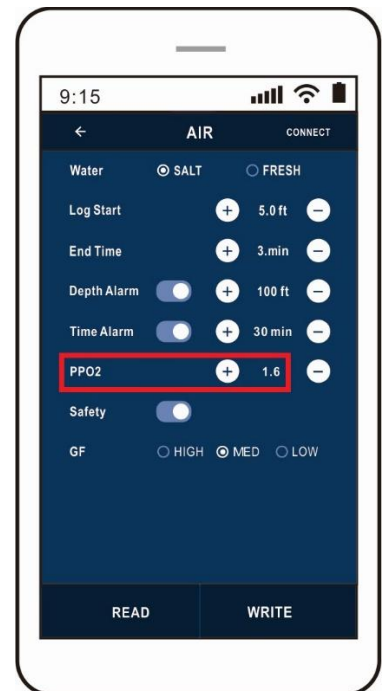 9:15
AIR CONNECT
Water SALT FRESH
Log Start + 5.0 ft −
End Time + 3.min −
Depth Alarm + 100 ft −
Time Alarm + 30 min −
PPO2 + 1.6 −
Safety
GF HIGH MED LOW
READ WRITE